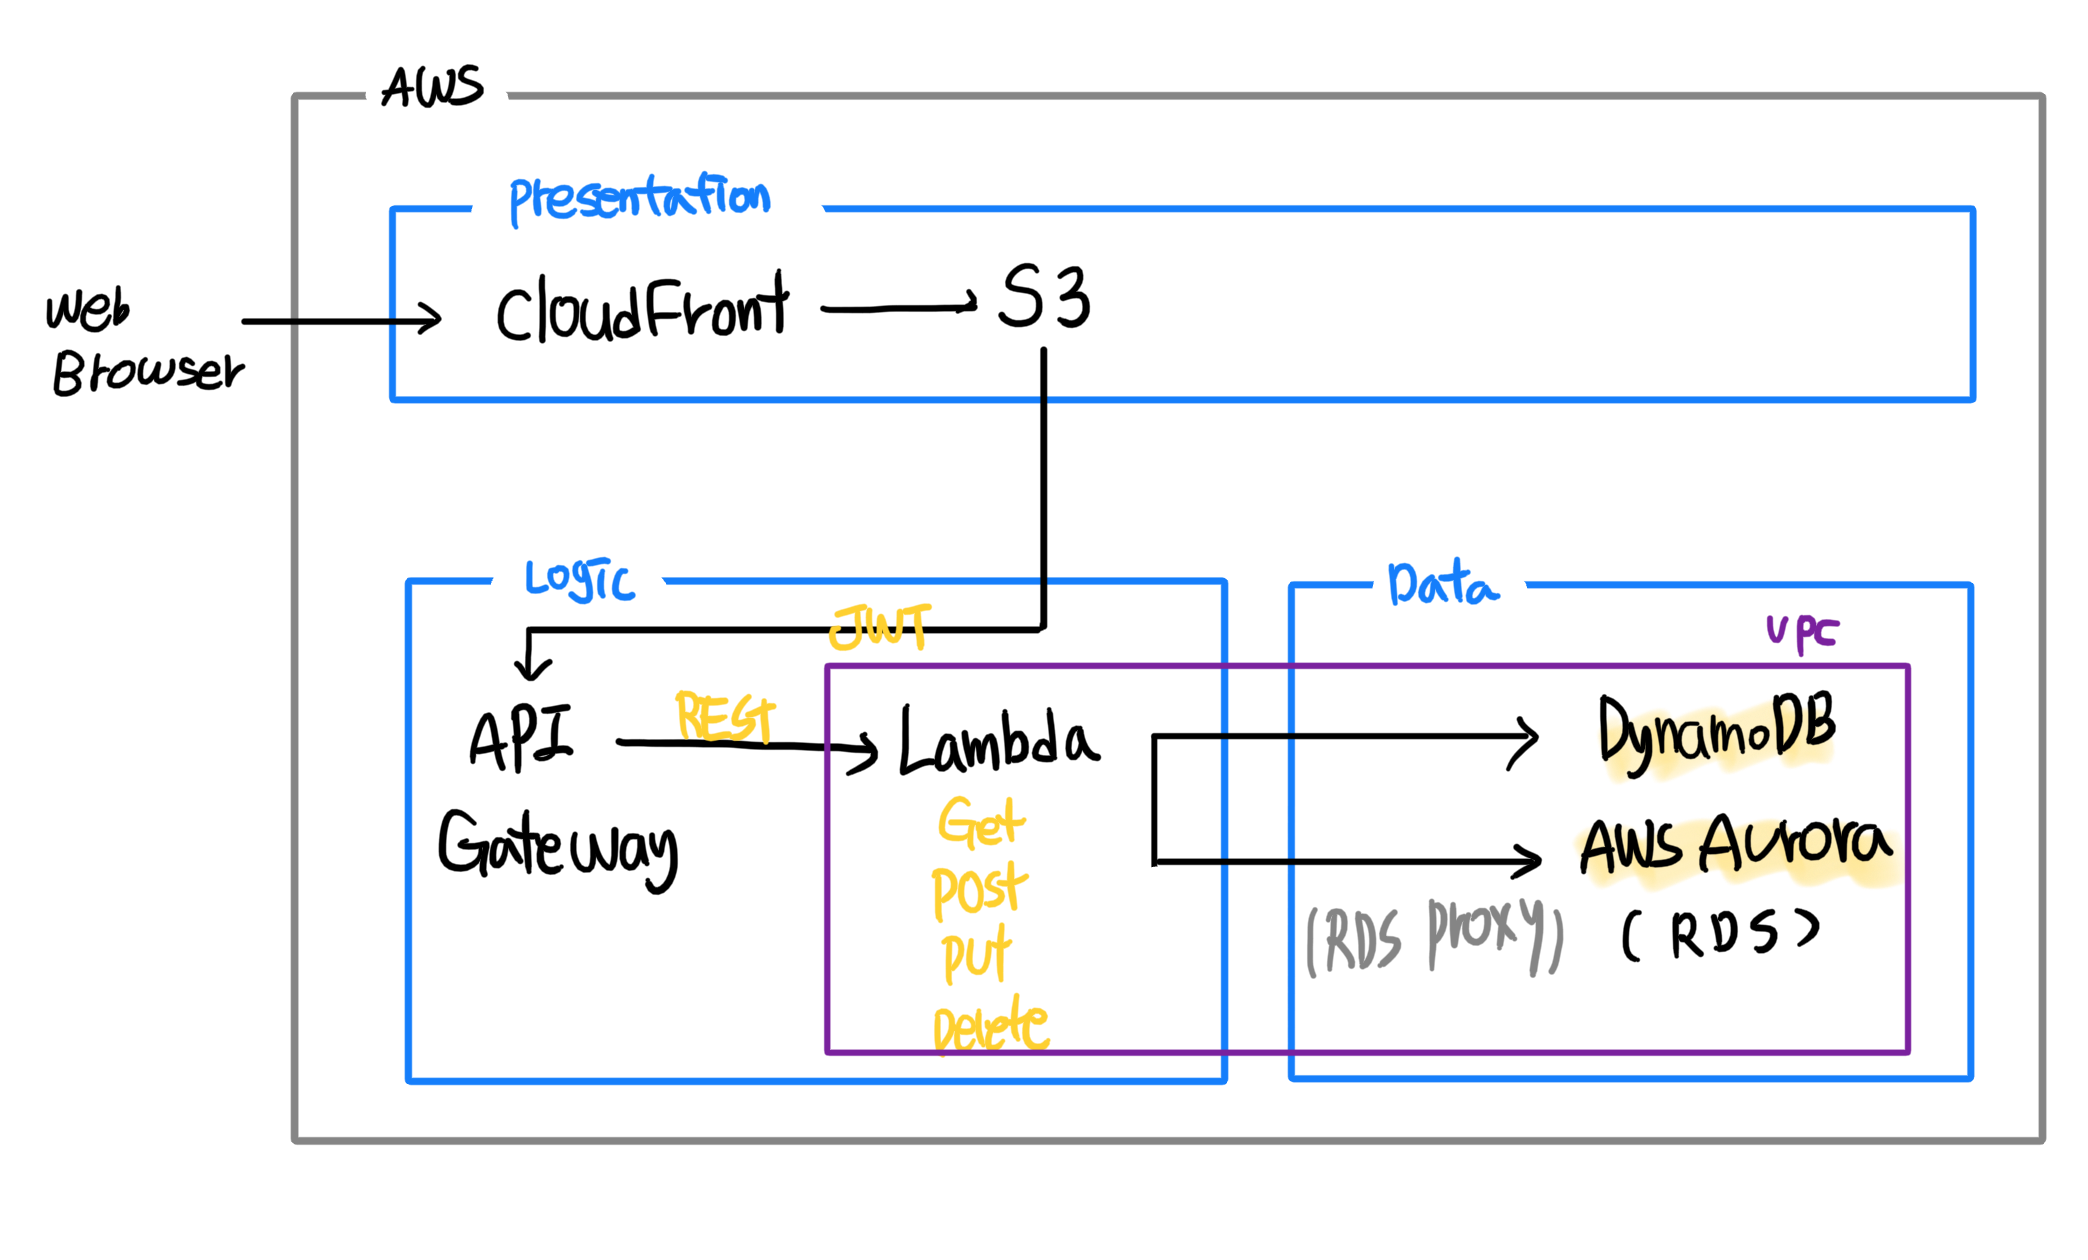 AWS
Presentation
Web
Browser
CloudFront
S3
Logic
JWT
API
Gateway
REST
Lambda
Get
Post
Put
Delete
Data
VPC
DynamoDB
AWS Aurora
(RDS Proxy)
(RDS)